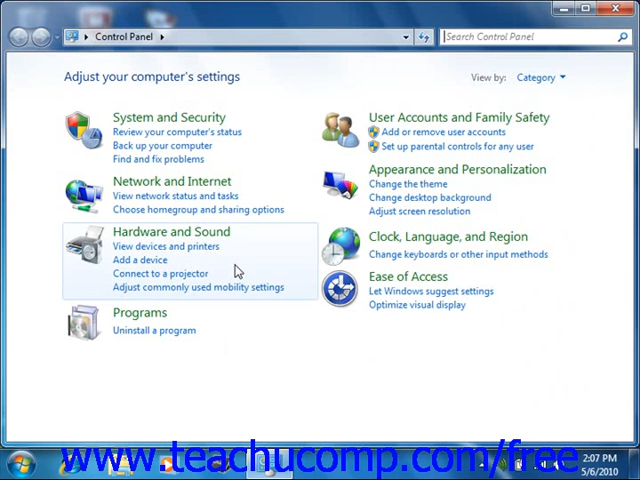 Control Panel
Search Control Panel
Adjust your computer's settings
View by: Category
System and Security
Review your computer's status
Back up your computer
Find and fix problems
Network and Internet
View network status and tasks
Choose homegroup and sharing options
Hardware and Sound
View devices and printers
Add a device
Connect to a projector
Adjust commonly used mobility settings
Programs
Uninstall a program
User Accounts and Family Safety
Add or remove user accounts
Set up parental controls for any user
Appearance and Personalization
Change the theme
Change desktop background
Adjust screen resolution
Clock, Language, and Region
Change keyboards or other input methods
Ease of Access
Let Windows suggest settings
Optimize visual display
www.teachucomp.com/free
2:07 PM
5/6/2010